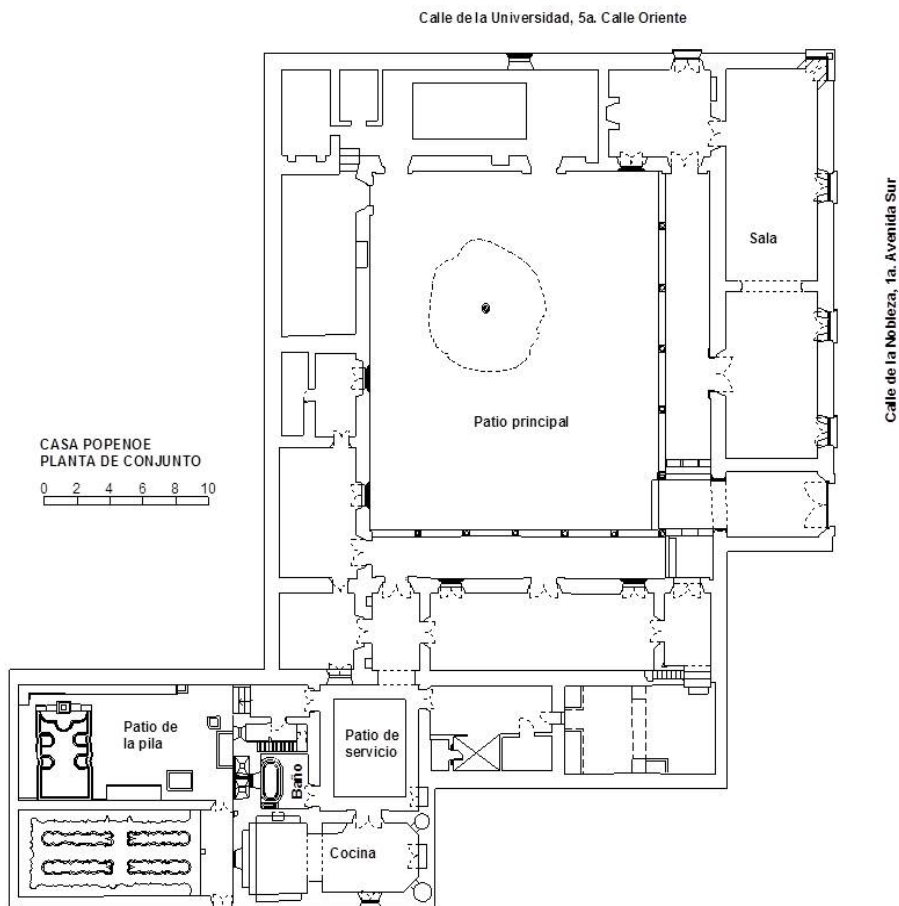 Calle de la Universidad, 5a. Calle Oriente
Calle de la Nobleza, 1a. Avenida Sur
Sala
Patio principal
CASA POPENOE
PLANTA DE CONJUNTO
0 2 4 6 8 10
Patio de
la pila
Patio de
servicio
Baño
Cocina